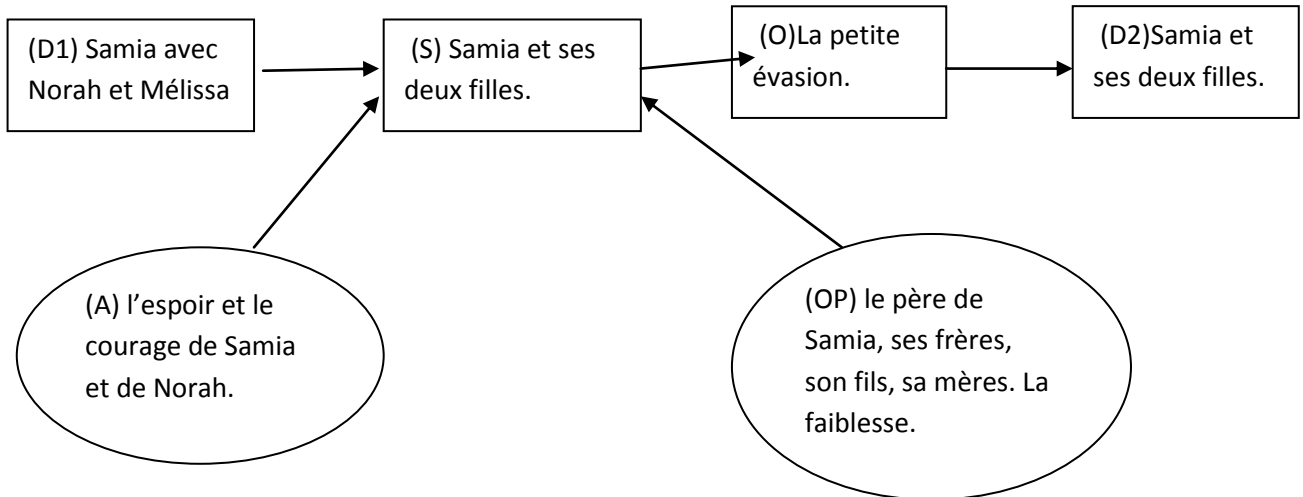 (D1) Samia avec
Norah et Mélissa
(S) Samia et ses
deux filles.
(O)La petite
évasion.
(D2)Samia et
ses deux filles.
(A) l’espoir et le
courage de Samia
et de Norah.
(OP) le père de
Samia, ses frères,
son fils, sa mères. La
faiblesse.